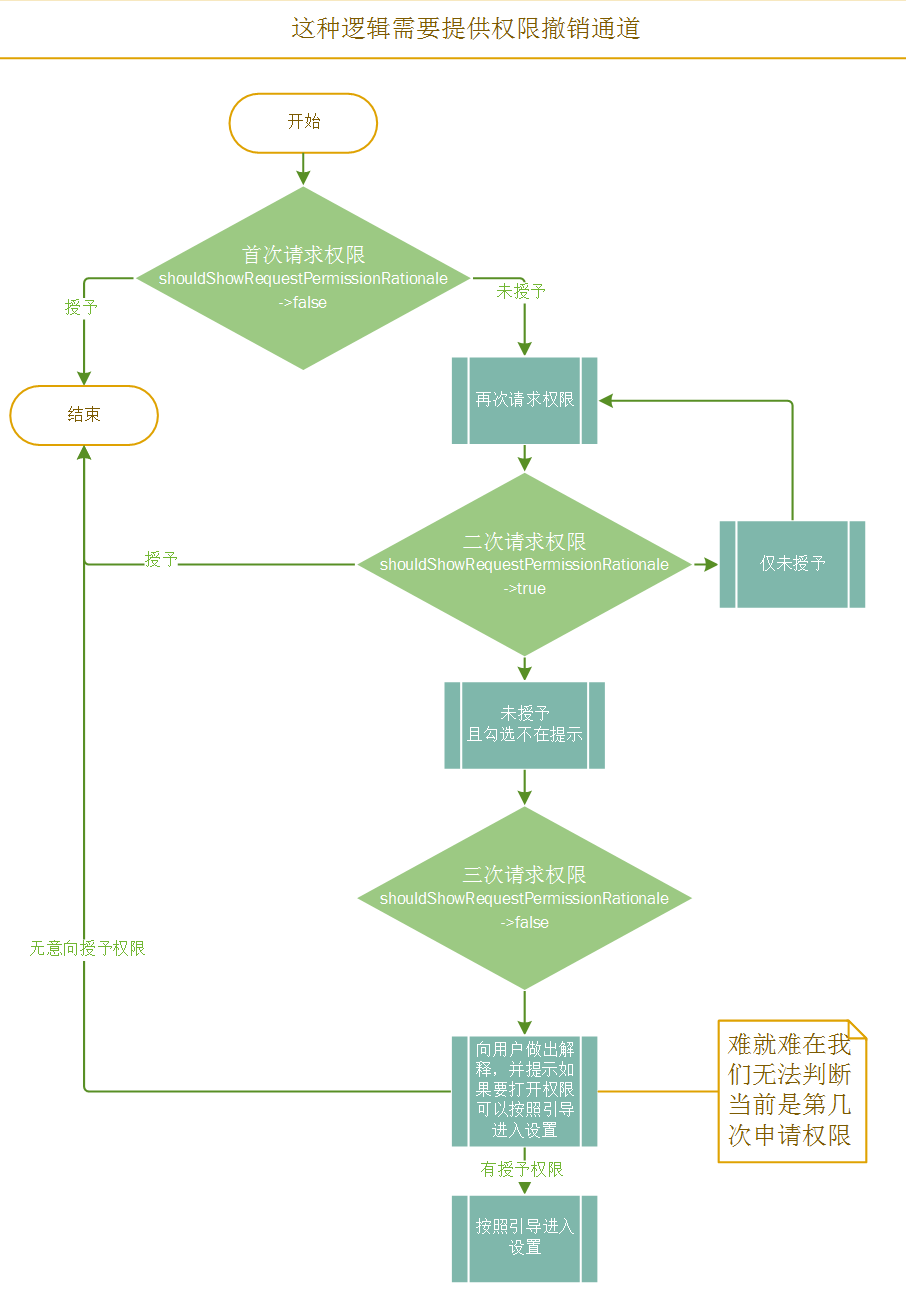 这种逻辑需要提供权限撤销通道
开始
首次请求权限
shouldShowRequestPermissionRationale
->false
授予
未授予
结束
再次请求权限
二次请求权限
shouldShowRequestPermissionRationale
->true
授予
仅未授予
未授予
且勾选不在提示
三次请求权限
shouldShowRequestPermissionRationale
->false
无意向授予权限
向用户做出解
释，并提示如
果要打开权限
可以按照引导
进入设置
难就难在我
们无法判断
当前是第几
次申请权限
有授予权限
按照引导进入
设置